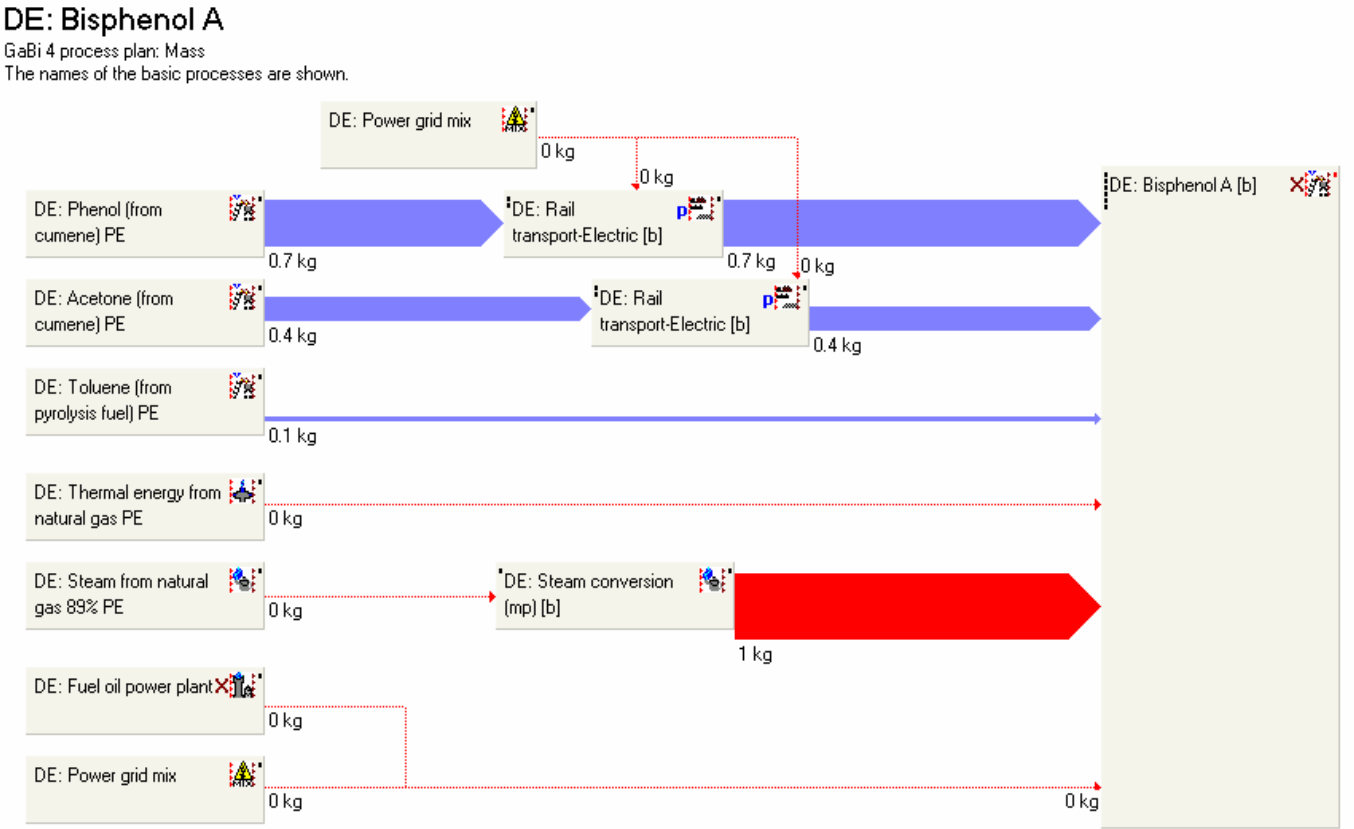 DE: Bisphenol A
GaBi 4 process plan: Mass
The names of the basic processes are shown.
DE: Power grid mix
MIX
0 kg
0 kg
DE: Phenol (from
cumene) PE
0.7 kg
DE: Rail
transport-Electric [b]
p
0.7 kg
0 kg
DE: Bisphenol A [b]
DE: Acetone (from
cumene) PE
0.4 kg
DE: Rail
transport-Electric [b]
p
0.4 kg
DE: Toluene (from
pyrolysis fuel) PE
0.1 kg
DE: Thermal energy from
natural gas PE
0 kg
DE: Steam from natural
gas 89% PE
0 kg
DE: Steam conversion
(mp) [b]
1 kg
DE: Fuel oil power plant
0 kg
DE: Power grid mix
MIX
0 kg
0 kg